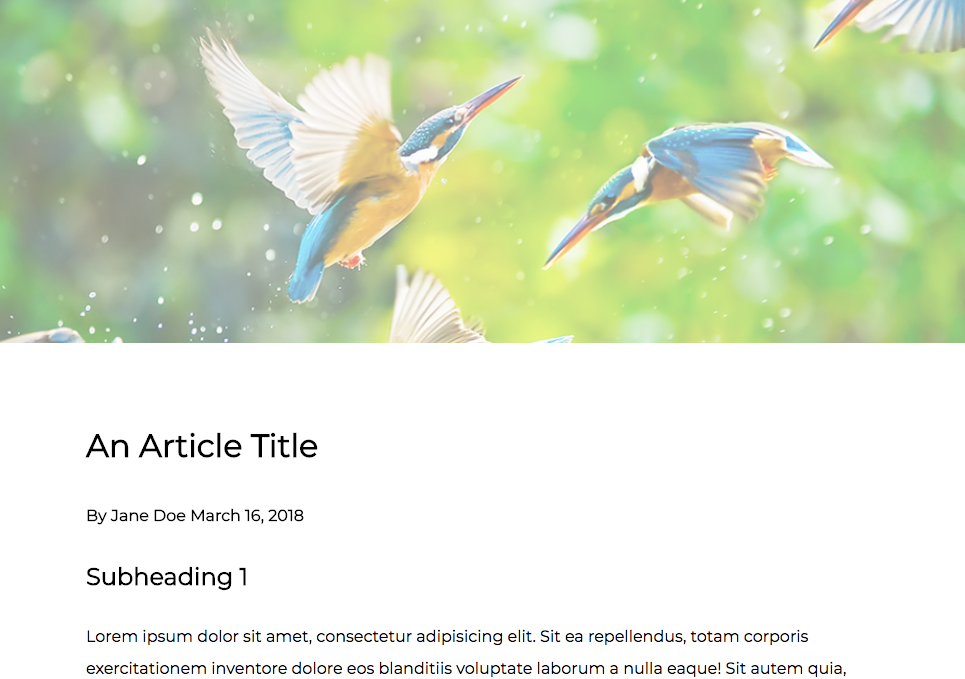 An Article Title
By Jane Doe March 16, 2018
Subheading 1
Lorem ipsum dolor sit amet, consectetur adipisicing elit. Sit ea repellendus, totam corporis
exercitationem inventore dolore eos blanditiis voluptate laborum a nulla eaque! Sit autem quia,